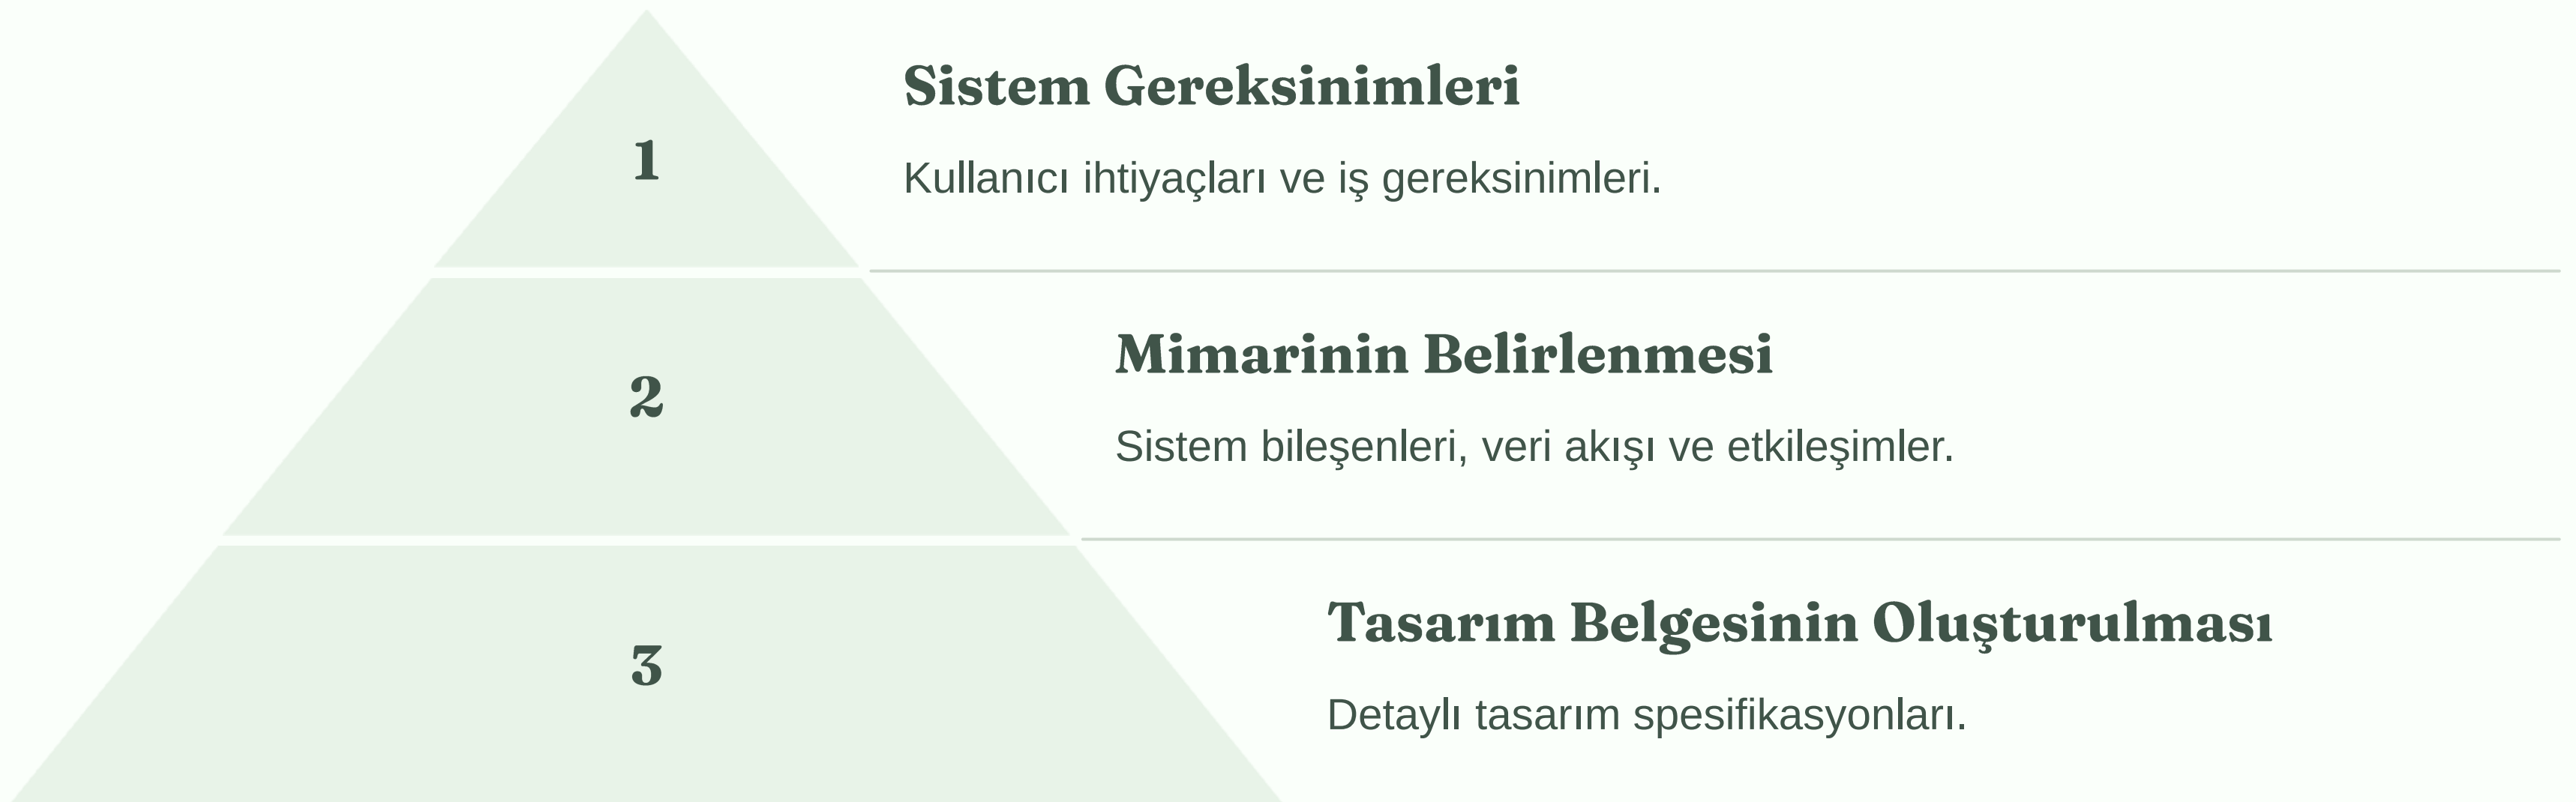 1
Sistem Gereksinimleri
Kullanıcı ihtiyaçları ve iş gereksinimleri.
2
Mimarinin Belirlenmesi
Sistem bileşenleri, veri akışı ve etkileşimler.
3
Tasarım Belgesinin Oluşturulması
Detaylı tasarım spesifikasyonları.